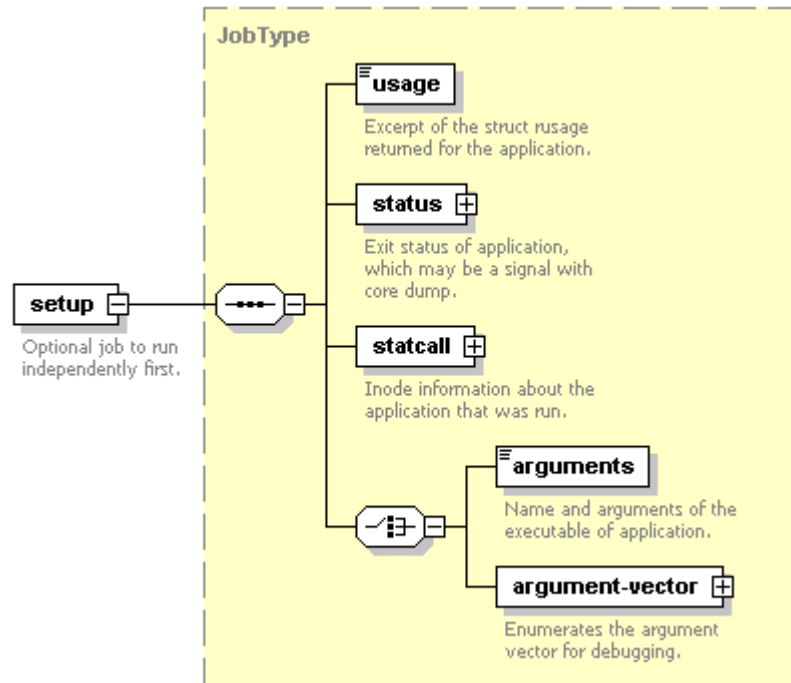 JobType
usage
Excerpt of the struct rusage
returned for the application.
status
Exit status of application,
which may be a signal with
core dump.
setup
Optional job to run
independently first.
statcall
Inode information about the
application that was run.
arguments
Name and arguments of the
executable of application.
argument-vector
Enumerates the argument
vector for debugging.